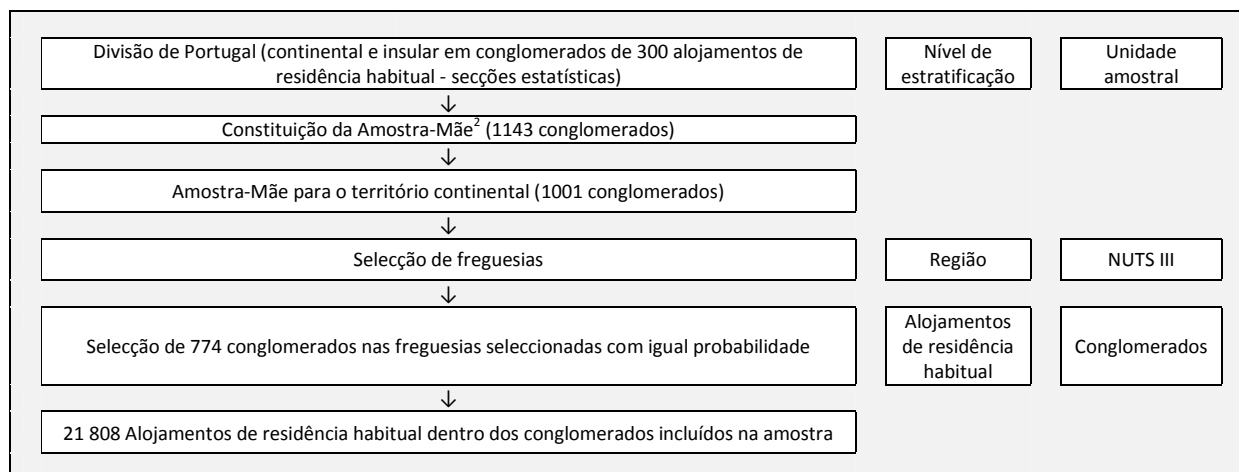 Divisão de Portugal (continental e insular em conglomerados de 300 alojamentos de
residência habitual - secções estatísticas)
Nível de
estratificação
Unidade
amostral
↓
Constituição da Amostra-Mãe² (1143 conglomerados)
↓
Amostra-Mãe para o território continental (1001 conglomerados)
↓
Selecção de freguesias
Região
NUTS III
↓
Selecção de 774 conglomerados nas freguesias seleccionadas com igual probabilidade
Alojamentos
de residência
habitual
Conglomerados
↓
21 808 Alojamentos de residência habitual dentro dos conglomerados incluídos na amostra